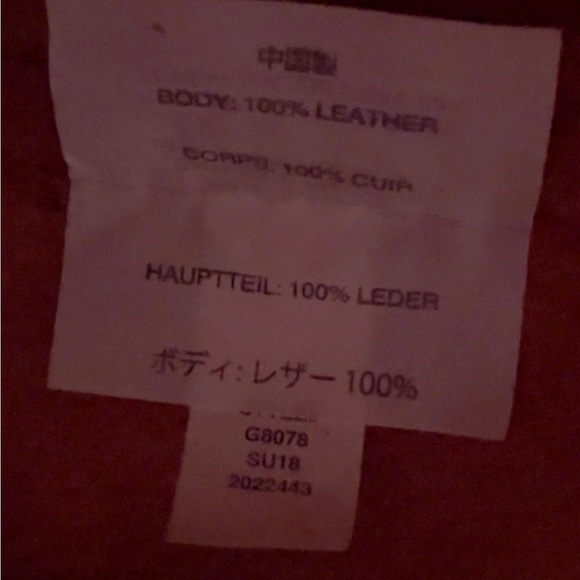 中国製
BODY: 100% LEATHER
CORPS: 100% CUIR
HAUPTTEIL: 100% LEDER
ボディ:レザー100%
G8078
SU18
2022443